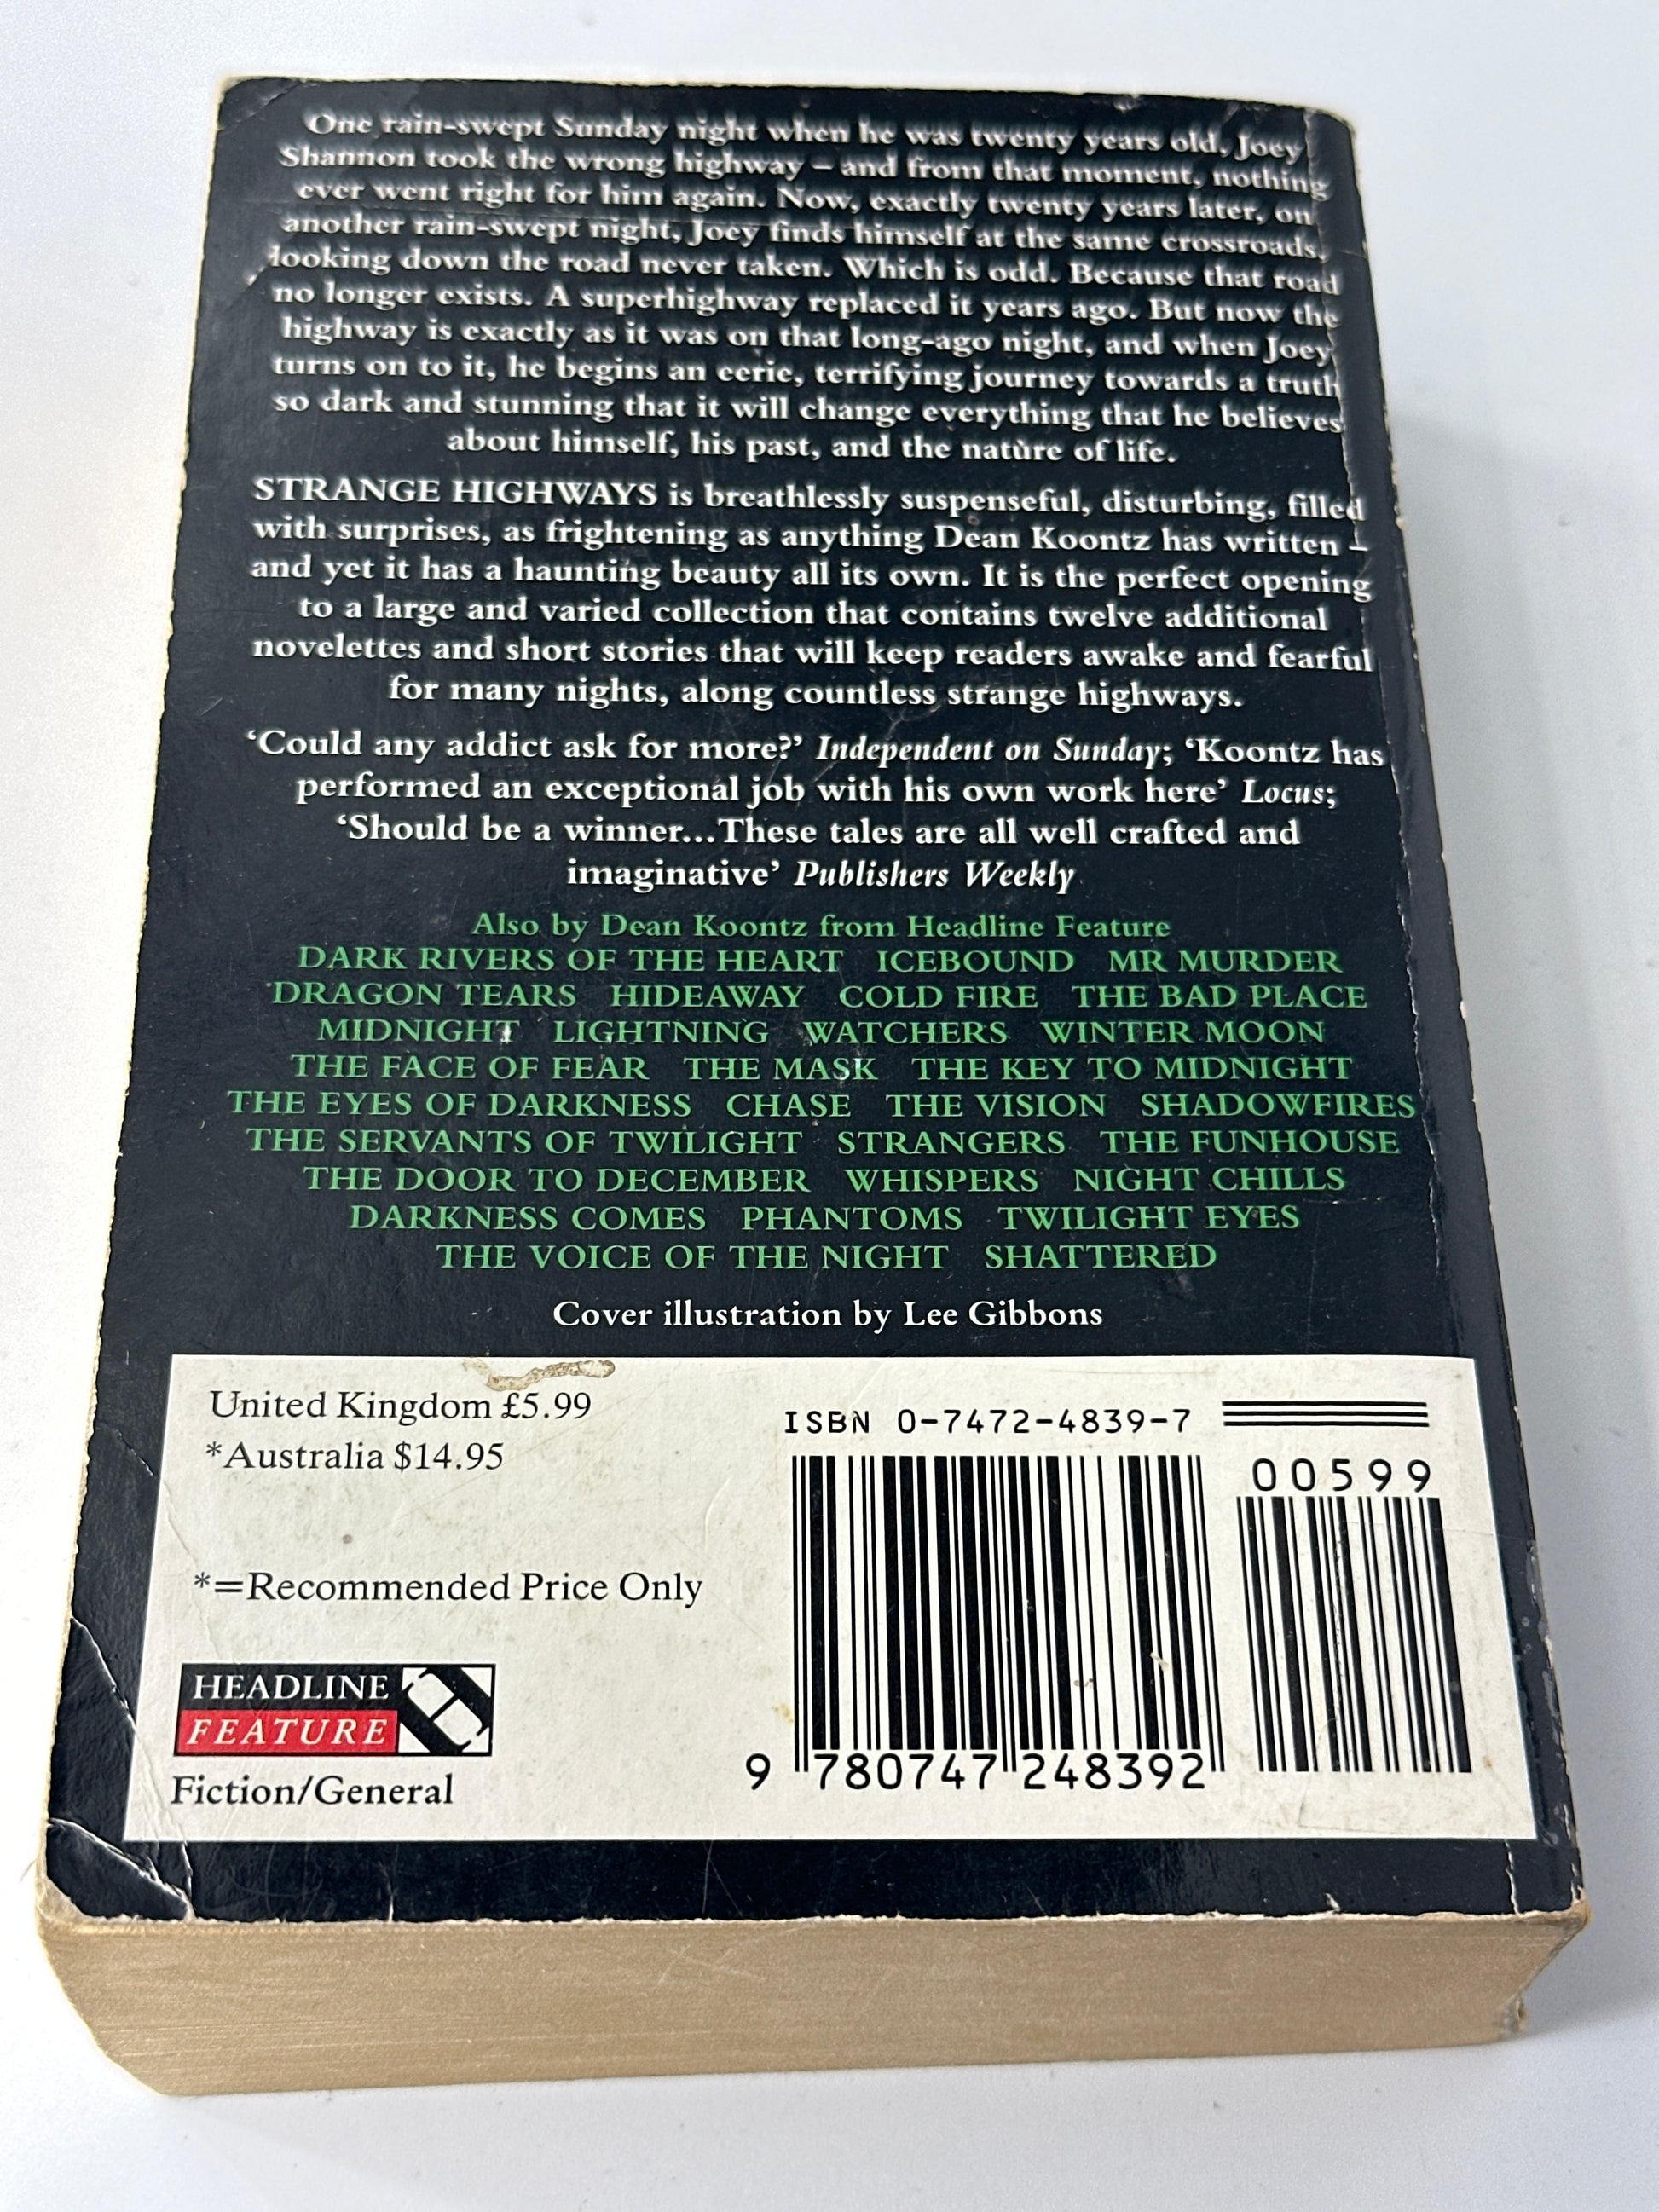 One rain-swept Sunday night when he was twenty years old, Joey
Shannon took the wrong highway – and from that moment, nothing
ever went right for him again. Now, exactly twenty years later, on
another rain-swept night, Joey finds himself at the same crossroads,
looking down the road never taken. Which is odd. Because that road
no longer exists. A superhighway replaced it years ago. But now the
highway is exactly as it was on that long-ago night, and when Joey
turns on to it, he begins an eerie, terrifying journey towards a truth
so dark and stunning that it will change everything that he believes
about himself, his past, and the nature of life.
STRANGE HIGHWAYS is breathlessly suspenseful, disturbing, filled
with surprises, as frightening as anything Dean Koontz has written –
and yet it has a haunting beauty all its own. It is the perfect opening
to a large and varied collection that contains twelve additional
novelettes and short stories that will keep readers awake and fearful
for many nights, along countless strange highways.
‘Could any addict ask for more?’ Independent on Sunday; ‘Koontz has
performed an exceptional job with his own work here’ Locus;
‘Should be a winner...These tales are all well crafted and
imaginative’ Publishers Weekly
Also by Dean Koontz from Headline Feature
DARK RIVERS OF THE HEART ICEBOUND MR MURDER
DRAGON TEARS HIDEAWAY COLD FIRE THE BAD PLACE
MIDNIGHT LIGHTNING WATCHERS WINTER MOON
THE FACE OF FEAR THE MASK THE KEY TO MIDNIGHT
THE EYES OF DARKNESS CHASE THE VISION SHADOWFIRES
THE SERVANTS OF TWILIGHT STRANGERS THE FUNHOUSE
THE DOOR TO DECEMBER WHISPERS NIGHT CHILLS
DARKNESS COMES PHANTOMS TWILIGHT EYES
THE VOICE OF THE NIGHT SHATTERED
Cover illustration by Lee Gibbons
United Kingdom £5.99
*Australia $14.95
*=Recommended Price Only
HEADLINE
FEATURE
Fiction/General
ISBN 0-7472-4839-7
00599
9 780747 248392